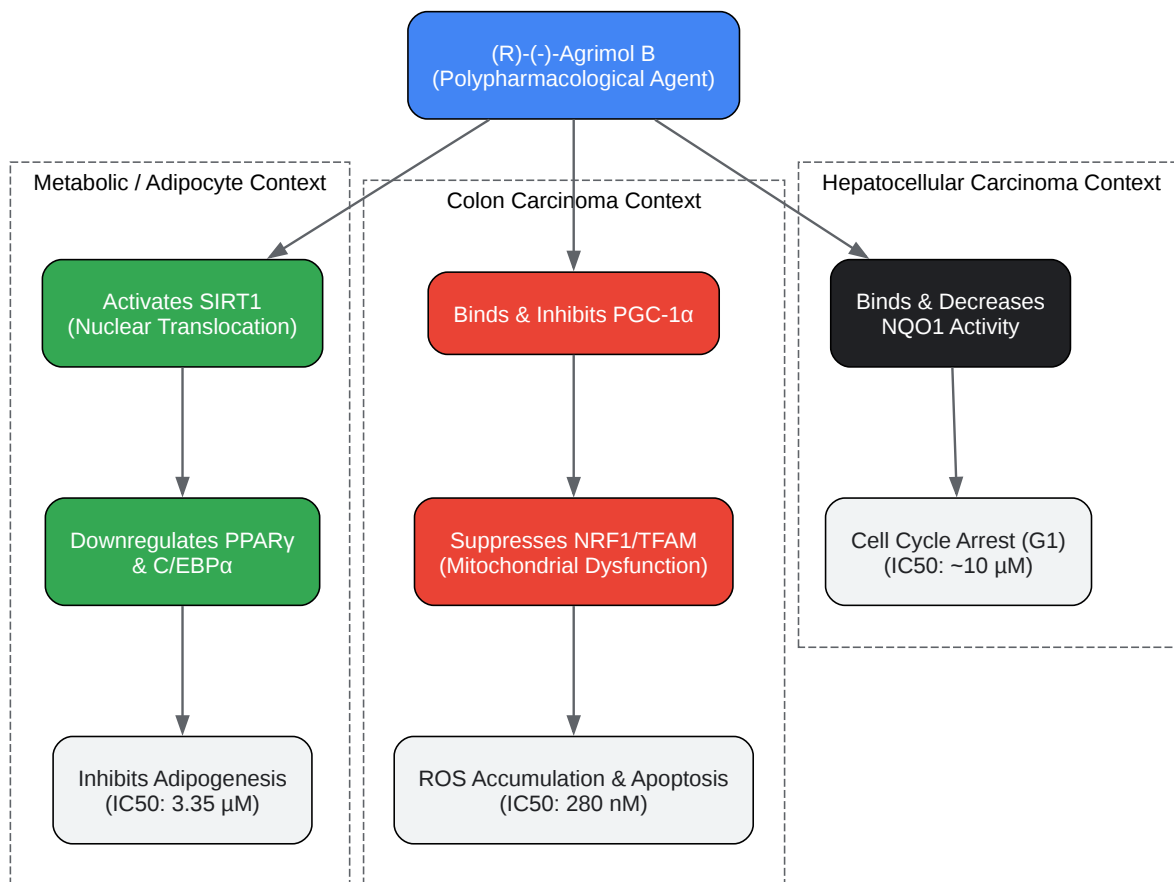 (R)-(-)-Agrimol B
(Polypharmacological Agent)
Metabolic / Adipocyte Context
Activates SIRT1
(Nuclear Translocation)
Downregulates PPARγ
& C/EBPα
Inhibits Adipogenesis
(IC50: 3.35 µM)
Colon Carcinoma Context
Binds & Inhibits PGC-1α
Suppresses NRF1/TFAM
(Mitochondrial Dysfunction)
ROS Accumulation & Apoptosis
(IC50: 280 nM)
Hepatocellular Carcinoma Context
Binds & Decreases
NQO1 Activity
Cell Cycle Arrest (G1)
(IC50: ~10 µM)